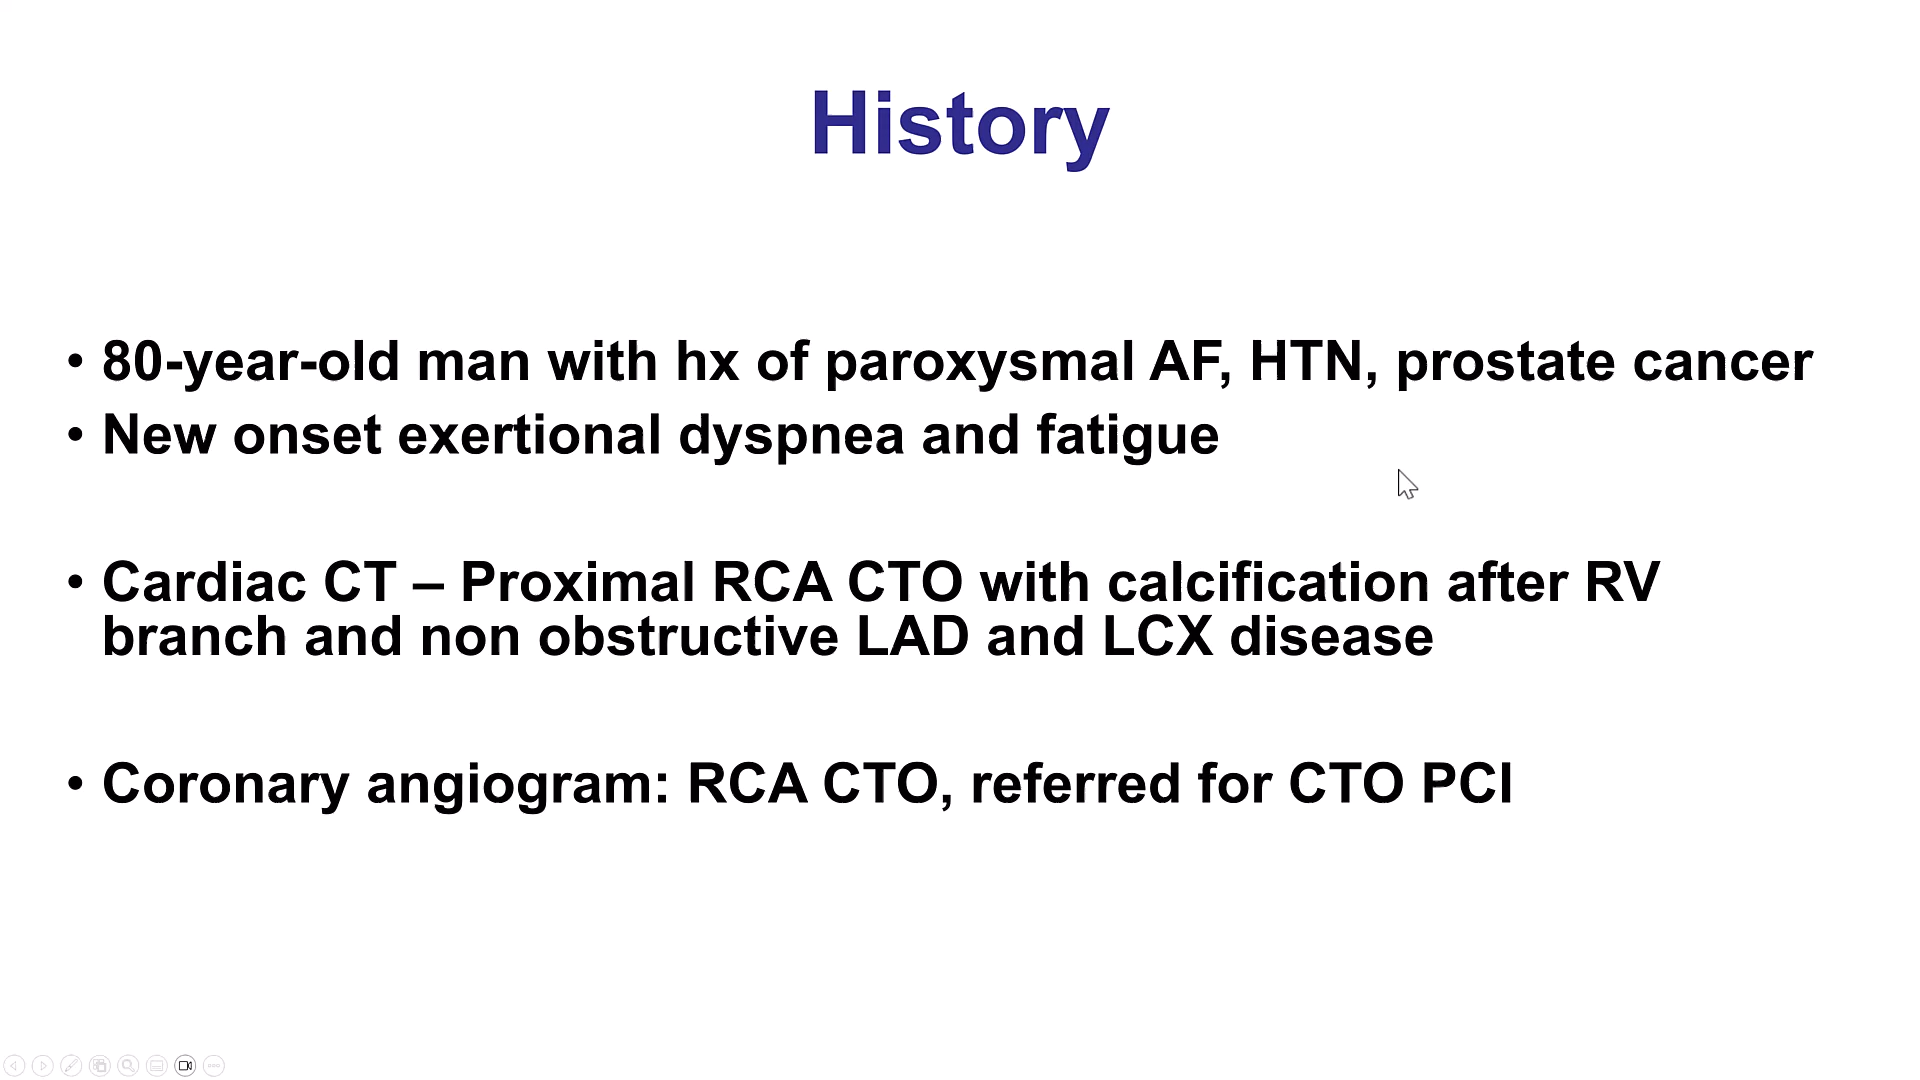 History
• 80-year-old man with hx of paroxysmal AF, HTN, prostate cancer
• New onset exertional dyspnea and fatigue
• Cardiac CT – Proximal RCA CTO with calcification after RV
branch and non obstructive LAD and LCX disease
• Coronary angiogram: RCA CTO, referred for CTO PCI